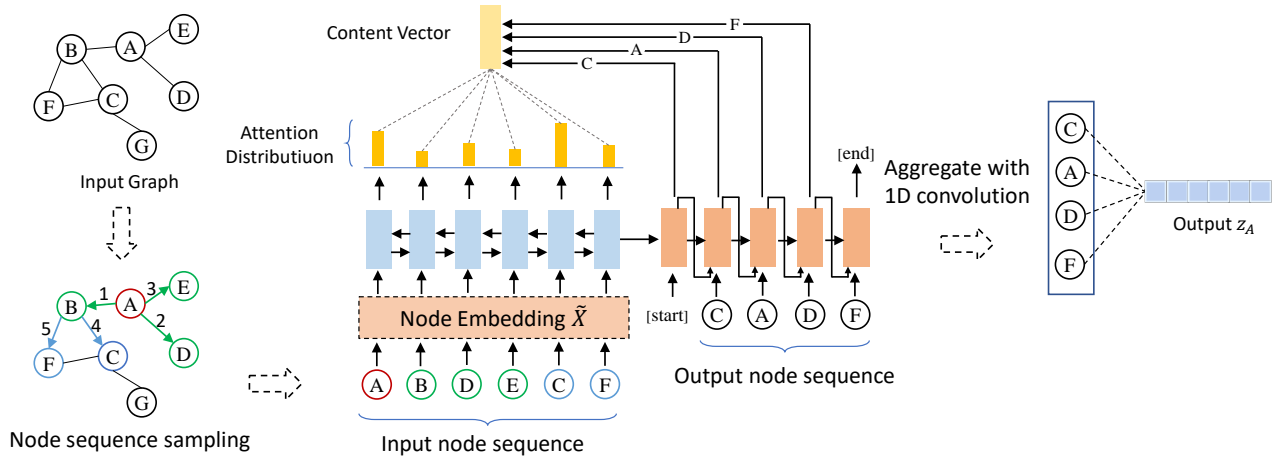 B
A
E
F
C
D
G
Input Graph
B
A
E
F
C
D
G
1
3
2
5
4
Node sequence sampling
Content Vector
F
D
A
C
Attention
Distributiuon
Node Embedding X̃
A
B
D
E
C
F
Input node sequence
[start]
C
A
D
F
[end]
Output node sequence
Aggregate with
1D convolution
C
A
D
F
Output z_A